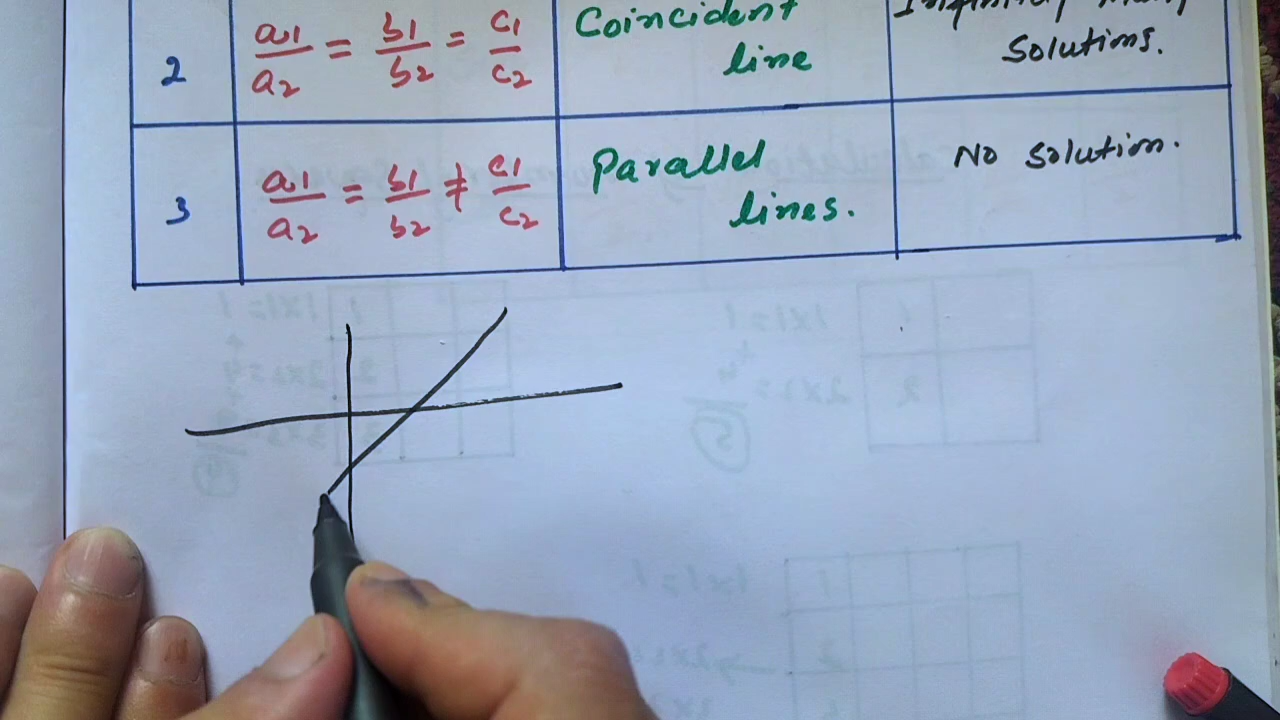 2
a1/a2 = b1/b2 = c1/c2
Coincident
line
many
Solutions.
3
a1/a2 = b1/b2 ≠ c1/c2
Parallel
lines.
No solution.